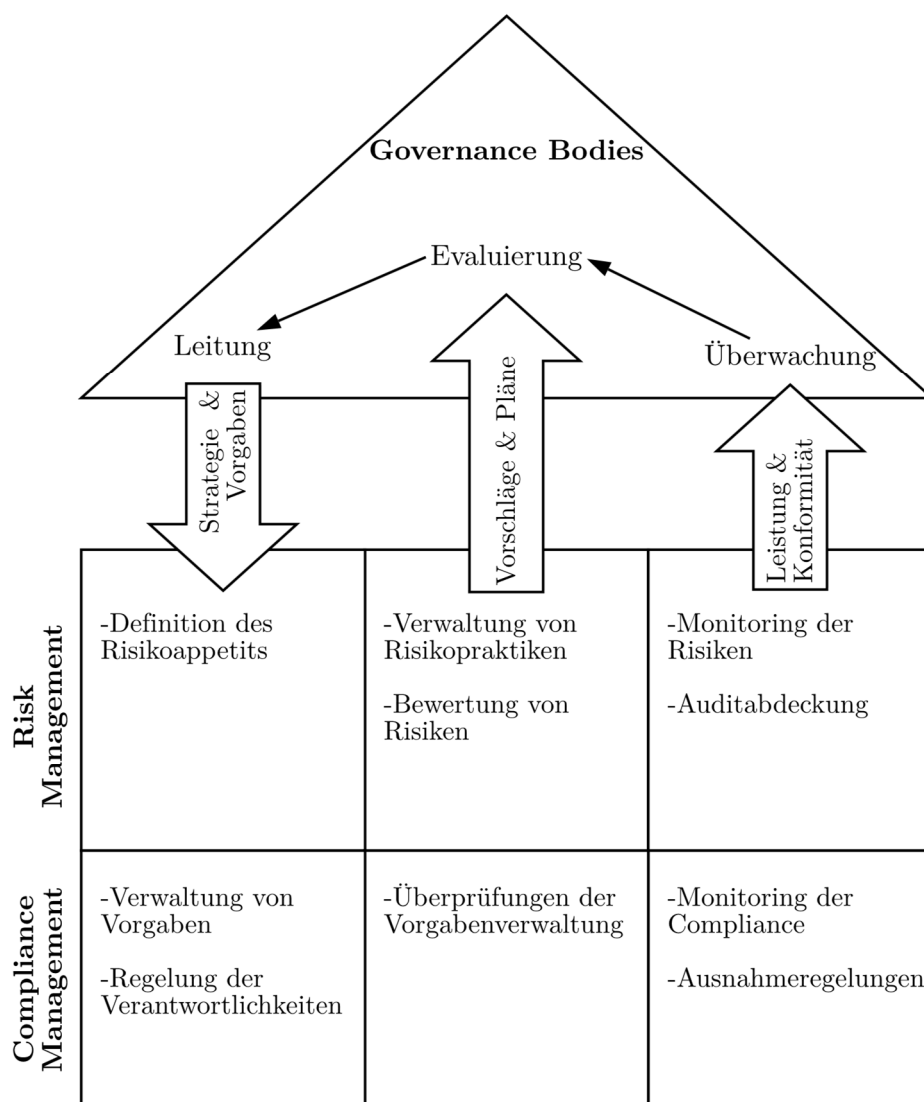 Governance Bodies
Evaluierung
Leitung
Überwachung
Strategie &
Vorgaben
Vorschläge & Pläne
Leistung &
Konformität
Risk
Management
-Definition des
Risikoappetits
-Verwaltung von
Risikopraktiken
-Bewertung von
Risiken
-Monitoring der
Risiken
-Auditabdeckung
Compliance
Management
-Verwaltung von
Vorgaben
-Regelung der
Verantwortlichkeiten
-Überprüfungen der
Vorgabenverwaltung
-Monitoring der
Compliance
-Ausnahmeregelungen